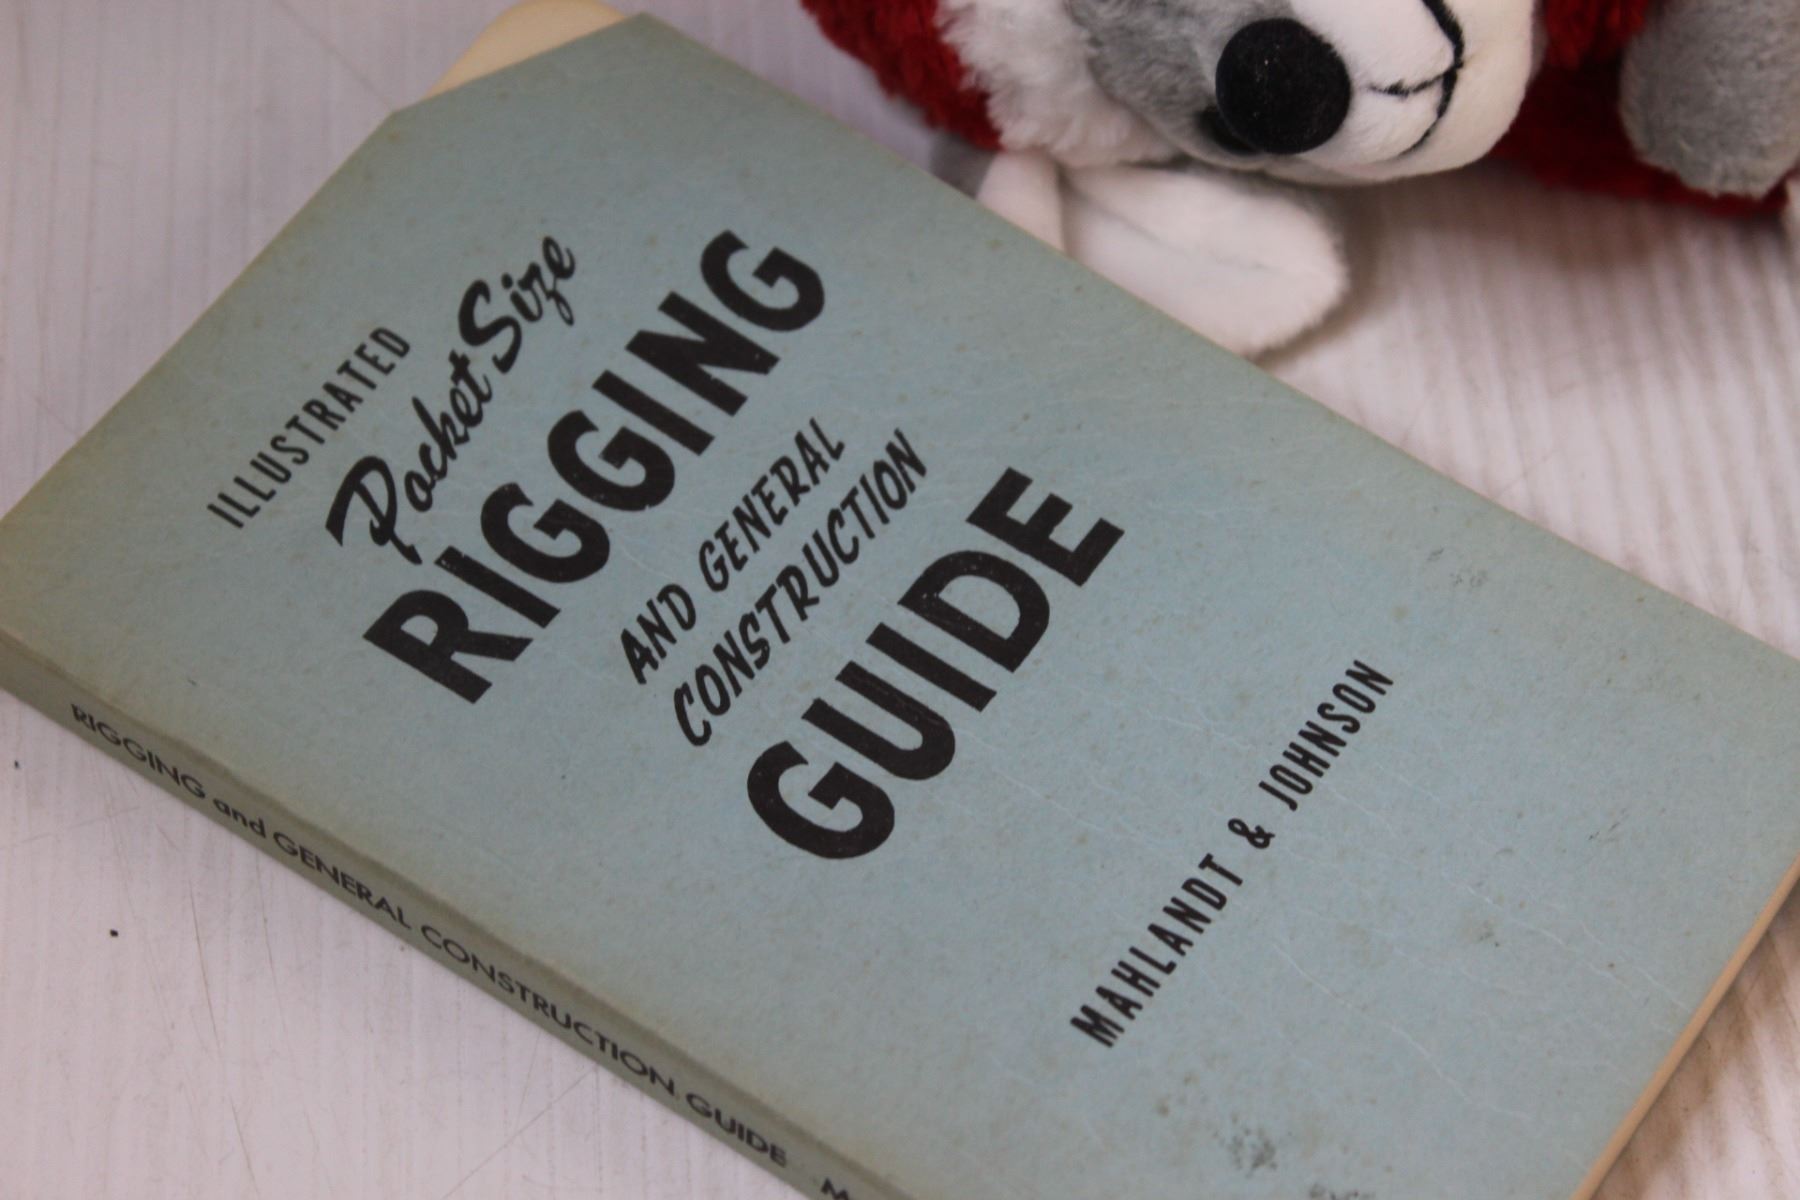 ILLUSTRATED
Pocket Size
RIGGING
AND GENERAL
CONSTRUCTION
GUIDE
MAHLANDT & JOHNSON
RIGGING and GENERAL CONSTRUCTION GUIDE